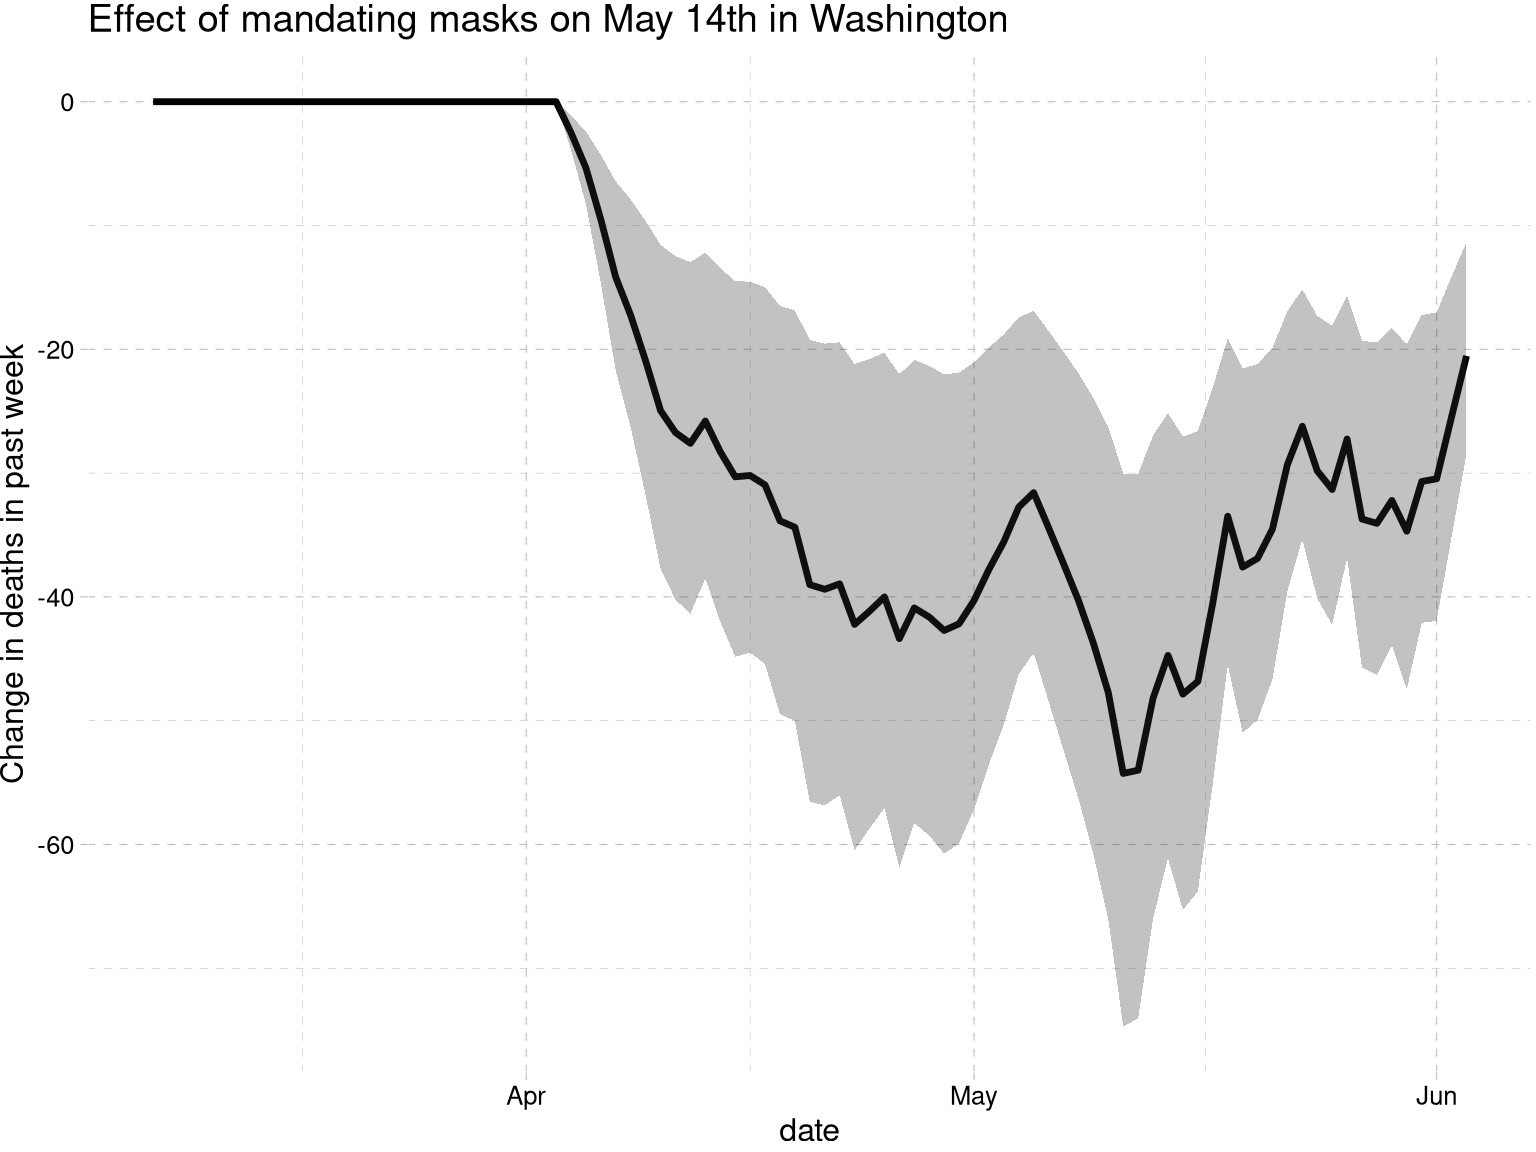 Effect of mandating masks on May 14th in Washington
Change in deaths in past week
0
-20
-40
-60
Apr
May
Jun
date